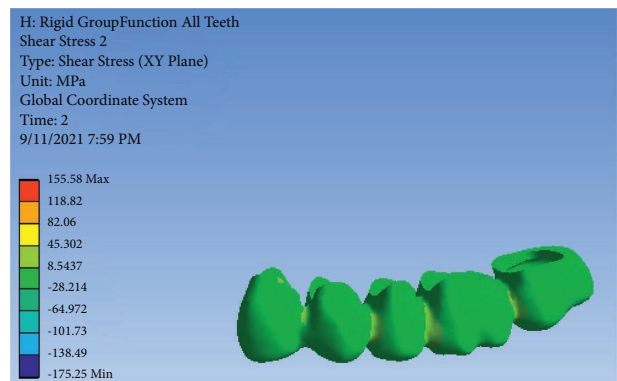 H: Rigid GroupFunction All Teeth
Shear Stress 2
Type: Shear Stress (XY Plane)
Unit: MPa
Global Coordinate System
Time: 2
9/11/2021 7:59 PM
155.58 Max
118.82
82.06
45.302
8.5437
-28.214
-64.972
-101.73
-138.49
-175.25 Min